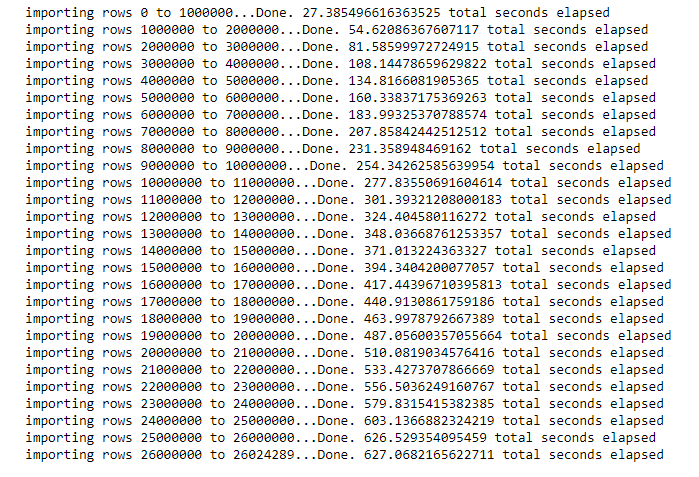 importing rows 0 to 1000000...Done. 27.385496616363525 total seconds elapsed
importing rows 1000000 to 2000000...Done. 54.62086367607117 total seconds elapsed
importing rows 2000000 to 3000000...Done. 81.58599972724915 total seconds elapsed
importing rows 3000000 to 4000000...Done. 108.14478659629822 total seconds elapsed
importing rows 4000000 to 5000000...Done. 134.8166081905365 total seconds elapsed
importing rows 5000000 to 6000000...Done. 160.33837175369263 total seconds elapsed
importing rows 6000000 to 7000000...Done. 183.99325370788574 total seconds elapsed
importing rows 7000000 to 8000000...Done. 207.85842442512512 total seconds elapsed
importing rows 8000000 to 9000000...Done. 231.358948469162 total seconds elapsed
importing rows 9000000 to 10000000...Done. 254.34262585639954 total seconds elapsed
importing rows 10000000 to 11000000...Done. 277.83550691604614 total seconds elapsed
importing rows 11000000 to 12000000...Done. 301.39321208000183 total seconds elapsed
importing rows 12000000 to 13000000...Done. 324.404580116272 total seconds elapsed
importing rows 13000000 to 14000000...Done. 348.03668761253357 total seconds elapsed
importing rows 14000000 to 15000000...Done. 371.013224363327 total seconds elapsed
importing rows 15000000 to 16000000...Done. 394.3404200077057 total seconds elapsed
importing rows 16000000 to 17000000...Done. 417.44396710395813 total seconds elapsed
importing rows 17000000 to 18000000...Done. 440.9130861759186 total seconds elapsed
importing rows 18000000 to 19000000...Done. 463.9978792667389 total seconds elapsed
importing rows 19000000 to 20000000...Done. 487.05600357055664 total seconds elapsed
importing rows 20000000 to 21000000...Done. 510.0819034576416 total seconds elapsed
importing rows 21000000 to 22000000...Done. 533.4273707866669 total seconds elapsed
importing rows 22000000 to 23000000...Done. 556.5036249160767 total seconds elapsed
importing rows 23000000 to 24000000...Done. 579.8315415382385 total seconds elapsed
importing rows 24000000 to 25000000...Done. 603.1366882324219 total seconds elapsed
importing rows 25000000 to 26000000...Done. 626.529354095459 total seconds elapsed
importing rows 26000000 to 26024289...Done. 627.0682165622711 total seconds elapsed